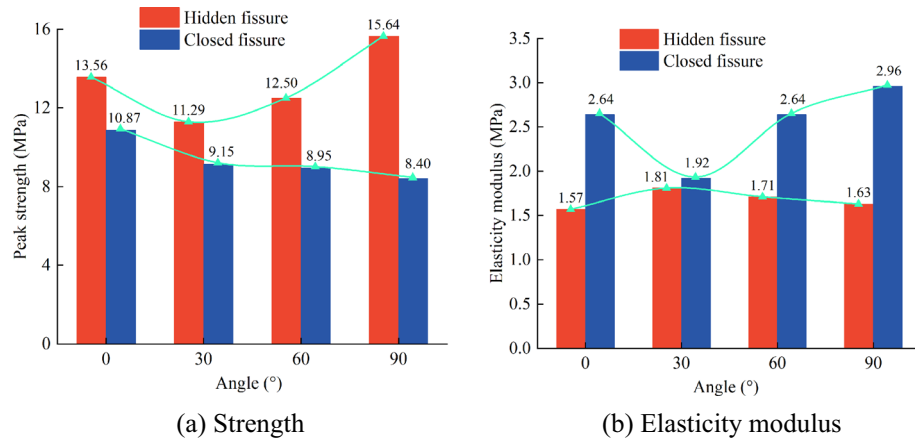 Hidden fissure
Closed fissure
16
12
8
4
0
Peak strength (MPa)
13.56
10.87
11.29
9.15
12.50
8.95
15.64
8.40
0 30 60 90
Angle (°)
(a) Strength
Hidden fissure
Closed fissure
3.5
3.0
2.5
2.0
1.5
1.0
0.5
0.0
Elasticity modulus (MPa)
1.57
2.64
1.81
1.92
1.71
2.64
1.63
2.96
0 30 60 90
Angle (°)
(b) Elasticity modulus